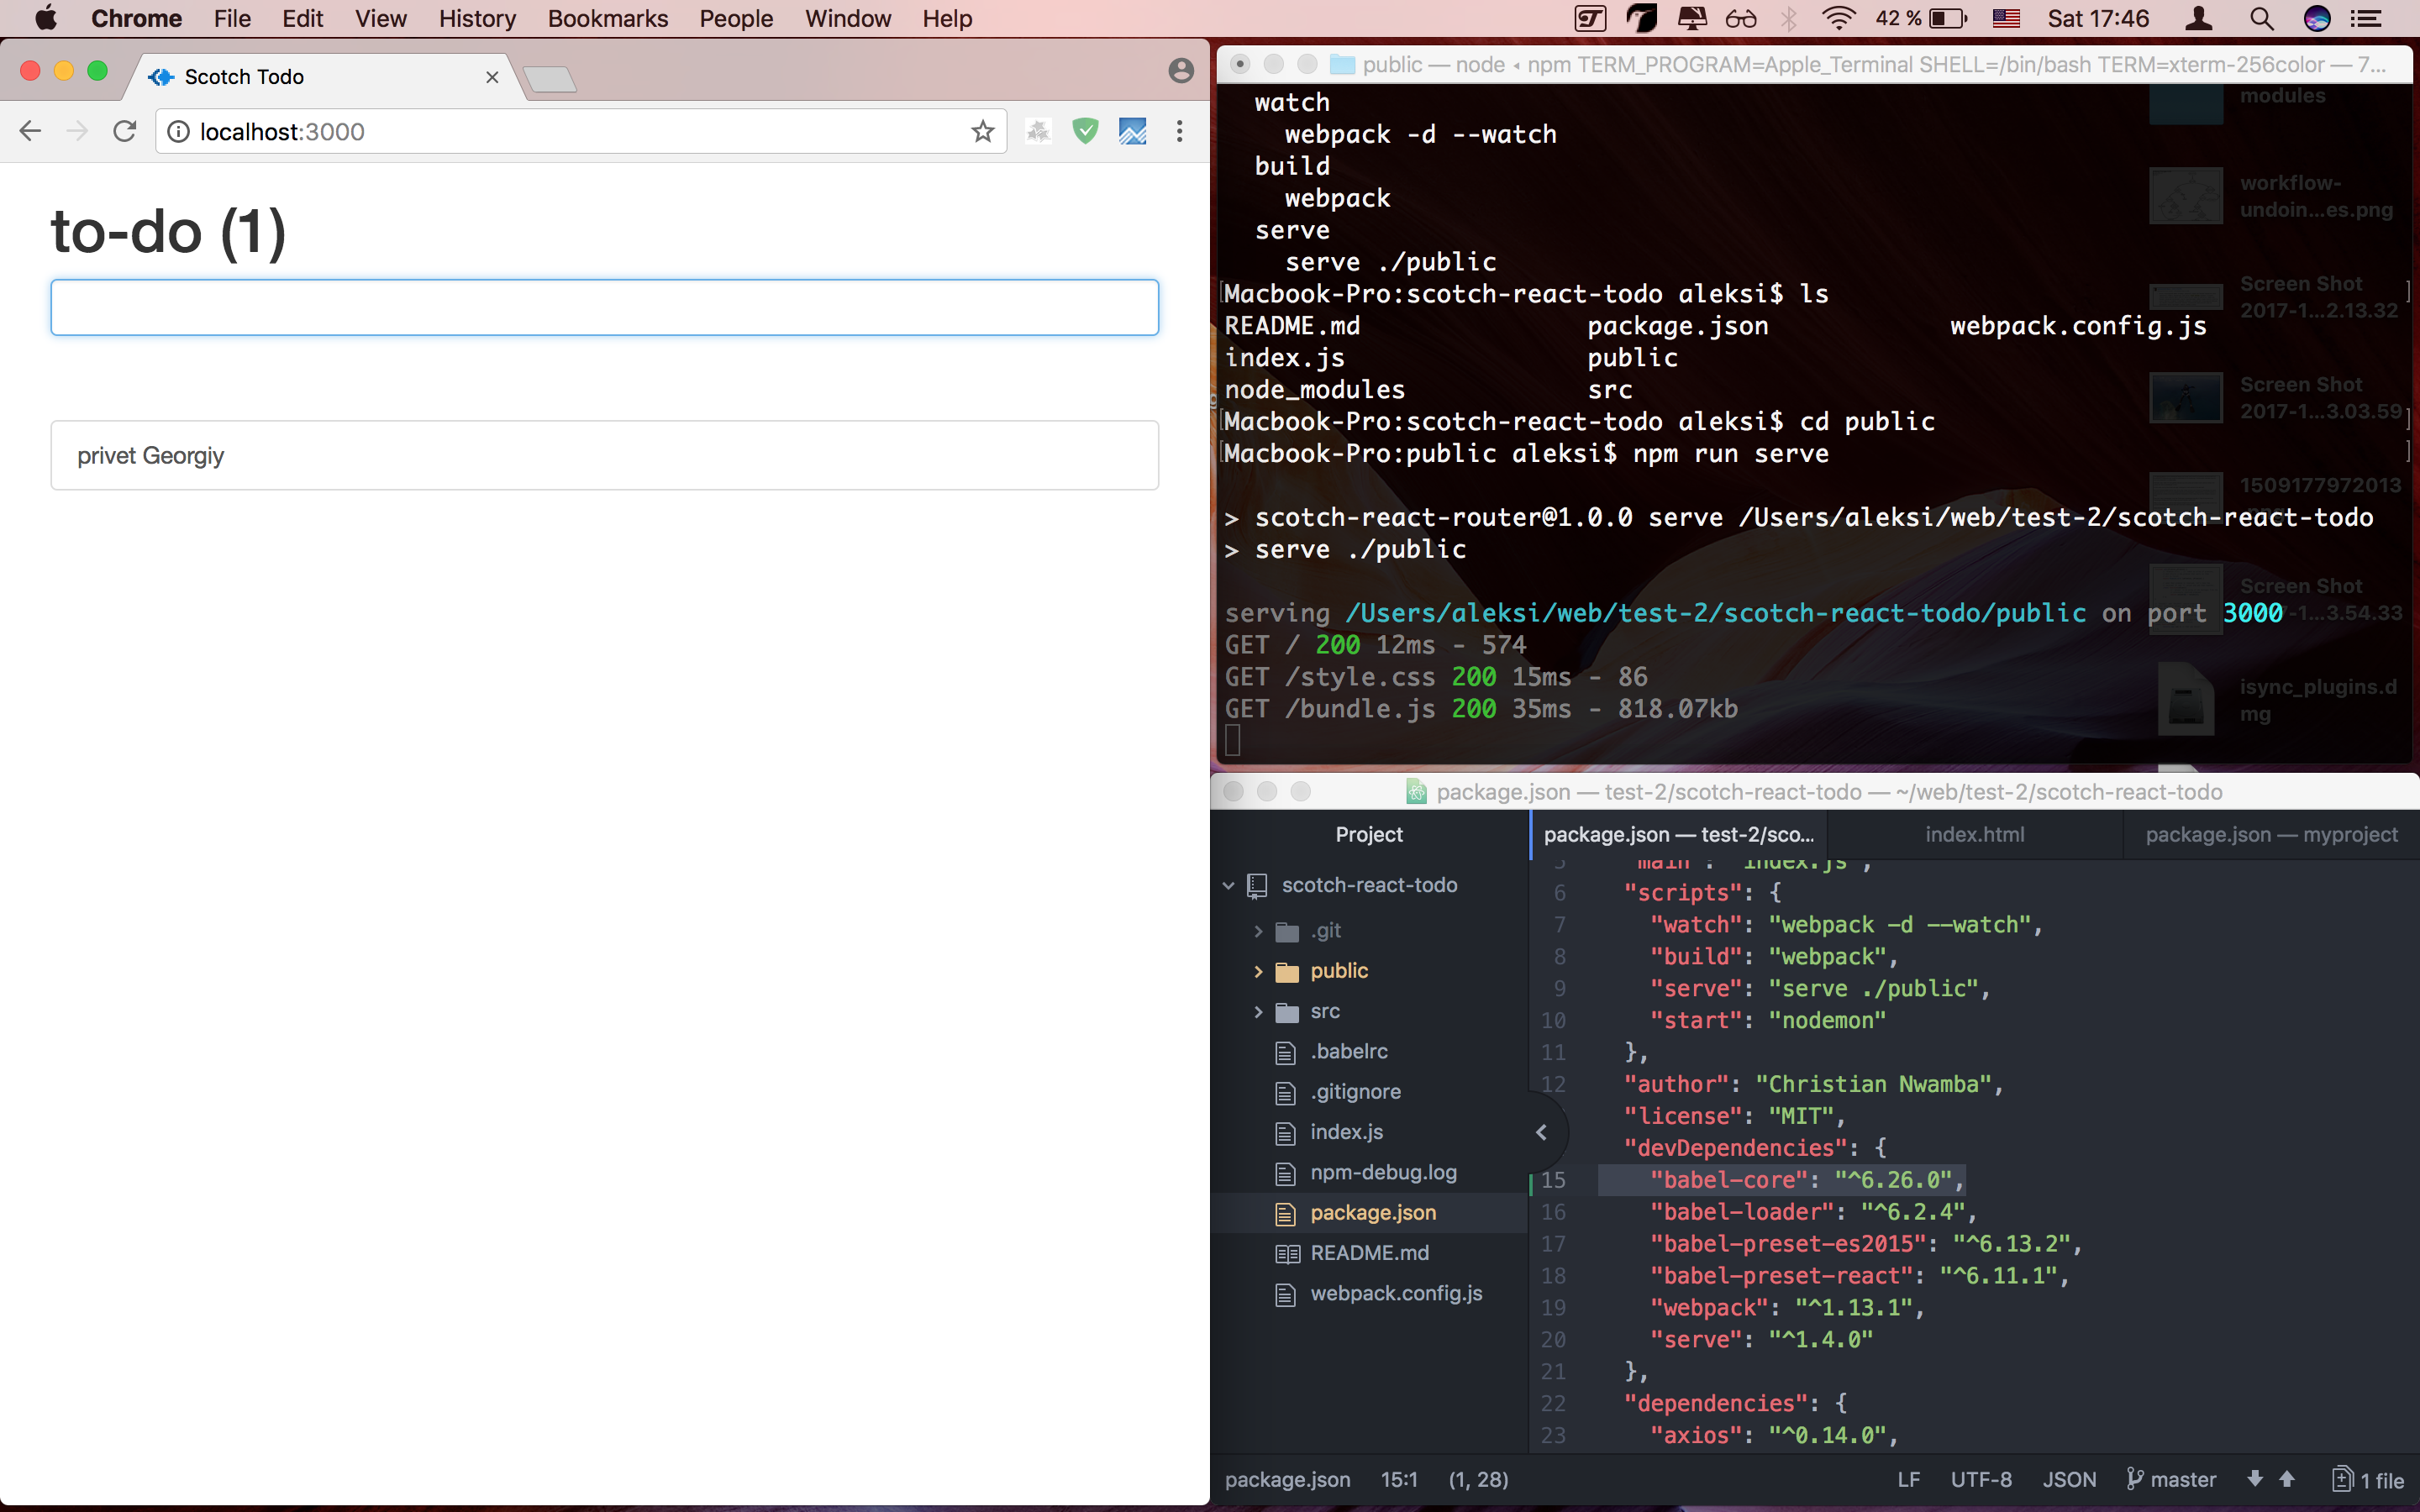 Chrome File Edit View History Bookmarks People Window Help
42 % Sat 17:46
Scotch Todo
localhost:3000
to-do (1)
privet Georgiy
public — node ◂ npm TERM_PROGRAM=Apple_Terminal SHELL=/bin/bash TERM=xterm-256color — 7...
watch
webpack -d --watch
build
webpack
serve
serve ./public
Macbook-Pro:scotch-react-todo aleksi$ ls
README.md package.json webpack.config.js
index.js public
node_modules src
Macbook-Pro:scotch-react-todo aleksi$ cd public
Macbook-Pro:public aleksi$ npm run serve
> scotch-react-router@1.0.0 serve /Users/aleksi/web/test-2/scotch-react-todo
> serve ./public
serving /Users/aleksi/web/test-2/scotch-react-todo/public on port 3000
GET / 200 12ms - 574
GET /style.css 200 15ms - 86
GET /bundle.js 200 35ms - 818.07kb
modules
workflow-
undoin...es.png
Screen Shot
2017-1...2.13.32
Screen Shot
2017-1...3.03.59
1509177972013
Screen Shot
7-1...3.54.33
isync_plugins.d
mg
package.json — test-2/scotch-react-todo — ~/web/test-2/scotch-react-todo
Project
scotch-react-todo
.git
public
src
.babelrc
.gitignore
index.js
npm-debug.log
package.json
README.md
webpack.config.js
package.json — test-2/sco... index.html package.json — myproject
5 "main": "index.js",
6 "scripts": {
7 "watch": "webpack -d --watch",
8 "build": "webpack",
9 "serve": "serve ./public",
10 "start": "nodemon"
11 },
12 "author": "Christian Nwamba",
"license": "MIT",
"devDependencies": {
15 "babel-core": "^6.26.0",
16 "babel-loader": "^6.2.4",
17 "babel-preset-es2015": "^6.13.2",
18 "babel-preset-react": "^6.11.1",
19 "webpack": "^1.13.1",
20 "serve": "^1.4.0"
21 },
22 "dependencies": {
23 "axios": "^0.14.0",
package.json 15:1 (1, 28) LF UTF-8 JSON master 1 file